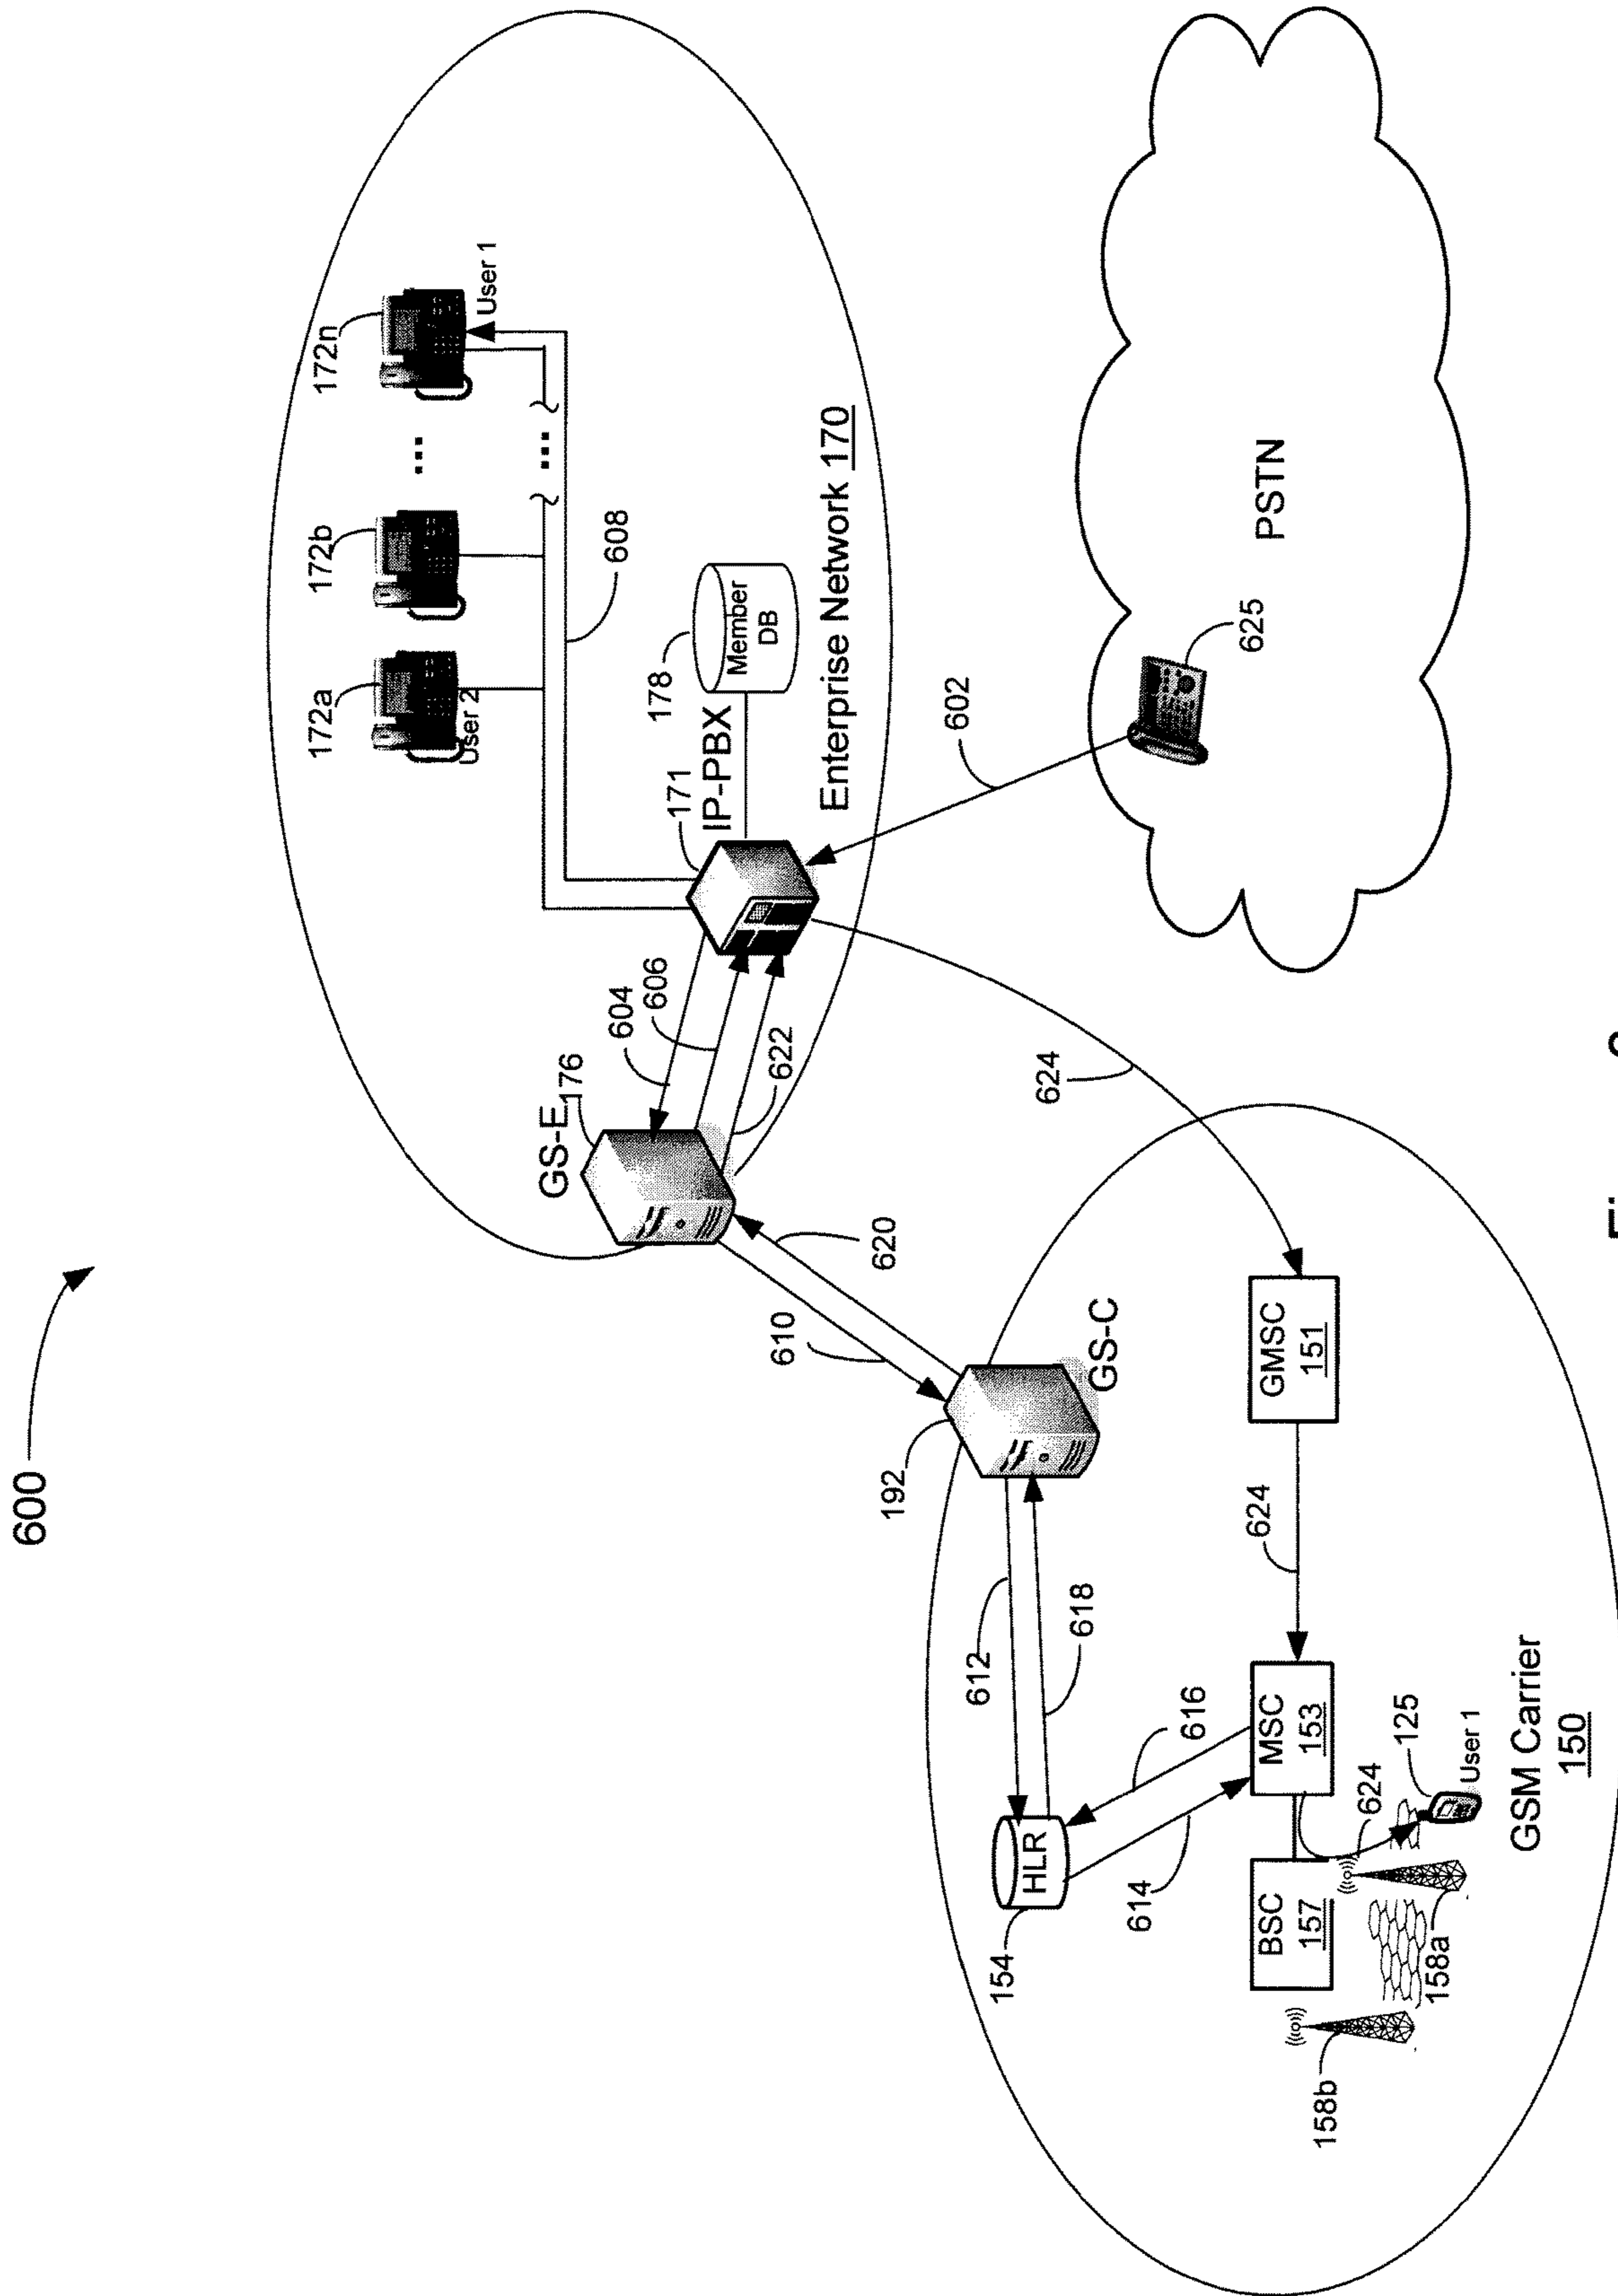 600
172a
172b
172n
...
User 2
User 1
...
608
GS-E
176
604
606
622
171
IP-PBX
178
Member
DB
Enterprise Network 170
610
620
192
GS-C
602
625
PSTN
624
612
618
154
HLR
614
616
624
GMSC
151
MSC
153
BSC
157
624
125
User 1
158b
158a
GSM Carrier
150